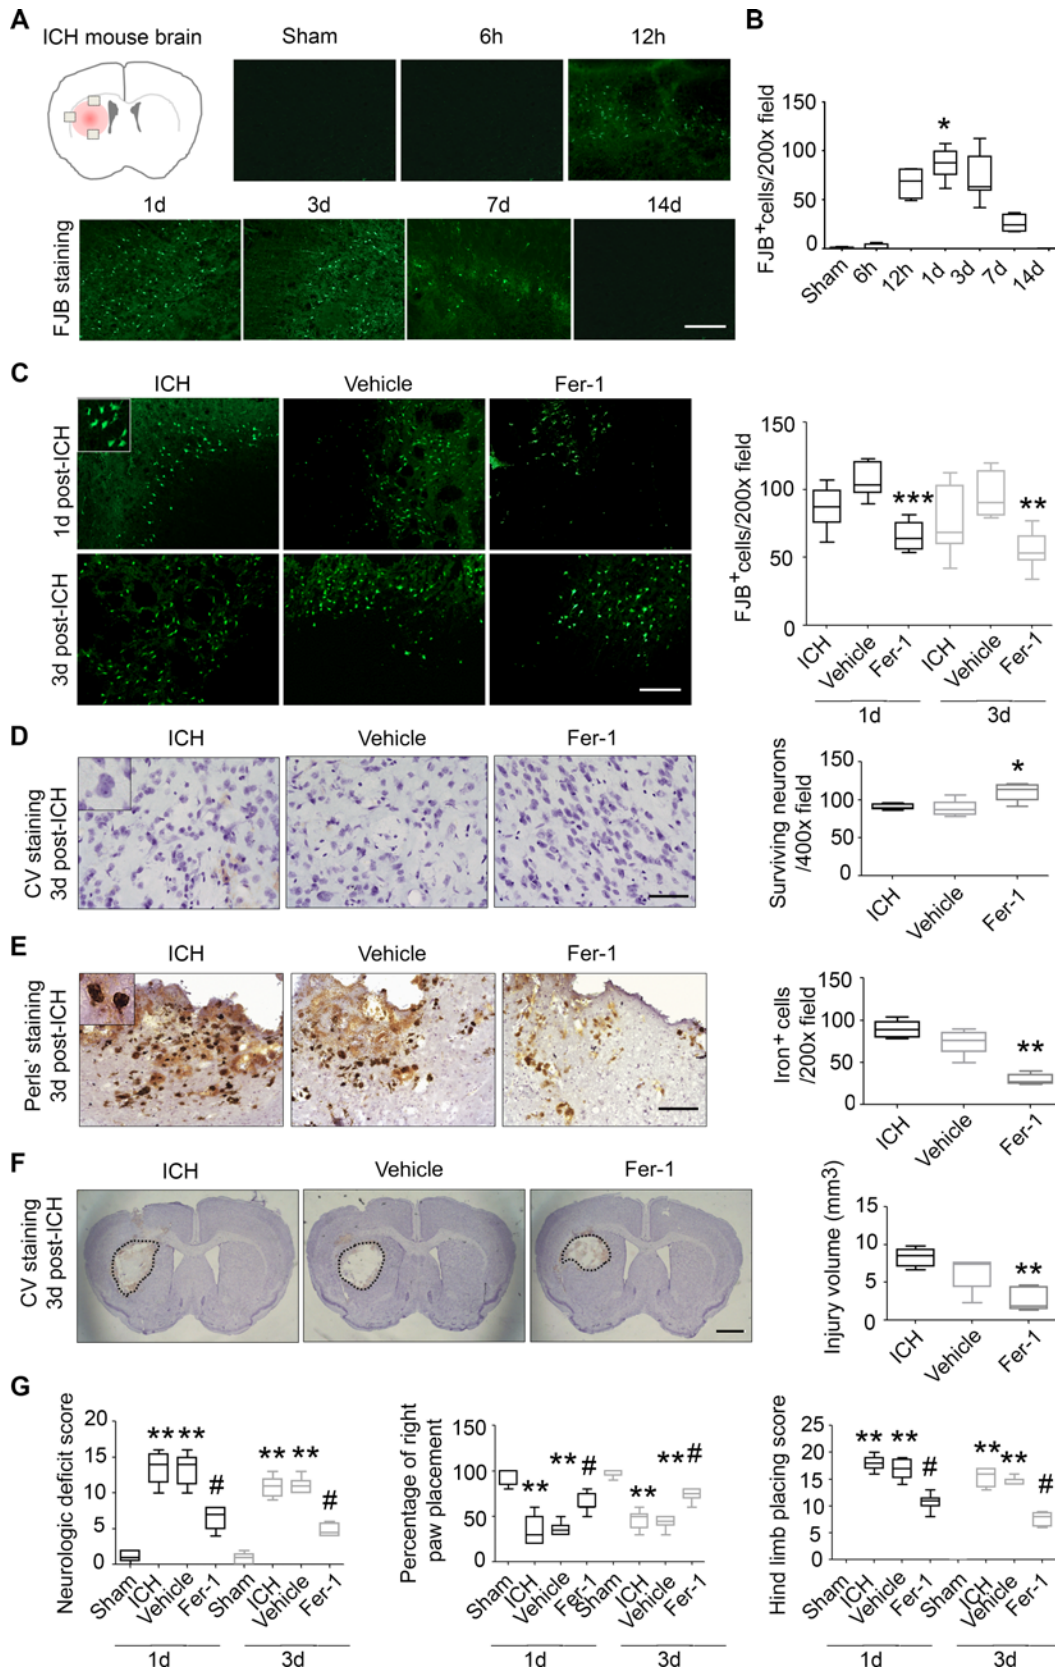 A
ICH mouse brain
Sham
6h
12h
1d
3d
7d
14d
FJB staining
B
FJB+cells/200x field
150
100
50
0
*
Sham
6h
12h
1d
3d
7d
14d
C
ICH
Vehicle
Fer-1
1d post-ICH
3d post-ICH
FJB+cells/200x field
150
100
50
0
***
**
ICH
Vehicle
Fer-1
ICH
Vehicle
Fer-1
1d
3d
D
ICH
Vehicle
Fer-1
CV staining
3d post-ICH
Surviving neurons
/400x field
150
100
50
0
*
ICH
Vehicle
Fer-1
E
ICH
Vehicle
Fer-1
Perls' staining
3d post-ICH
Iron+ cells
/200x field
150
100
50
0
**
ICH
Vehicle
Fer-1
F
ICH
Vehicle
Fer-1
CV staining
3d post-ICH
Injury volume (mm3)
15
10
5
0
**
ICH
Vehicle
Fer-1
G
Neurologic deficit score
20
15
10
5
0
** **
#
** **
#
Sham
ICH
Vehicle
Fer-1
Sham
ICH
Vehicle
Fer-1
1d
3d
Percentage of right
paw placement
150
100
50
0
**
** #
**
** #
Sham
ICH
Vehicle
Fer-1
Sham
ICH
Vehicle
Fer-1
1d
3d
Hind limb placing score
25
20
15
10
5
0
** **
#
** **
#
Sham
ICH
Vehicle
Fer-1
Sham
ICH
Vehicle
Fer-1
1d
3d